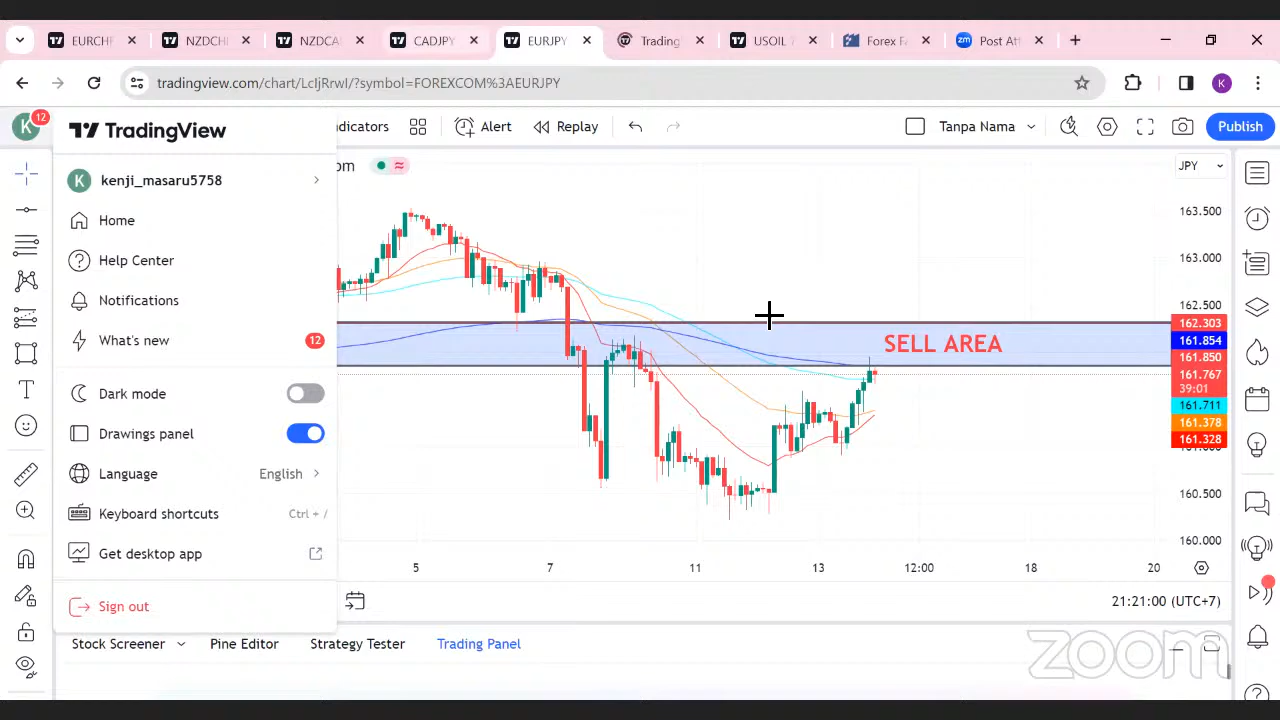 EURCHF
NZDCHF
NZDCA
CADJPY
EURJPY
Trading
USOIL
Forex Fa
Post Att
tradingview.com/chart/LcIjRrwI/?symbol=FOREXCOM%3AEURJPY
K
K
12
TradingView
ndicators
Alert
Replay
Tanpa Nama
Publish
K
kenji_masaru5758
om
JPY
Home
Help Center
Notifications
What's new
12
Dark mode
Drawings panel
Language
English
Keyboard shortcuts
Ctrl + /
Get desktop app
Sign out
SELL AREA
163.500
163.000
162.500
162.303
161.854
161.850
161.767
39:01
161.711
161.378
161.328
160.500
160.000
5
7
11
13
12:00
18
20
21:21:00 (UTC+7)
Stock Screener
Pine Editor
Strategy Tester
Trading Panel
zoom